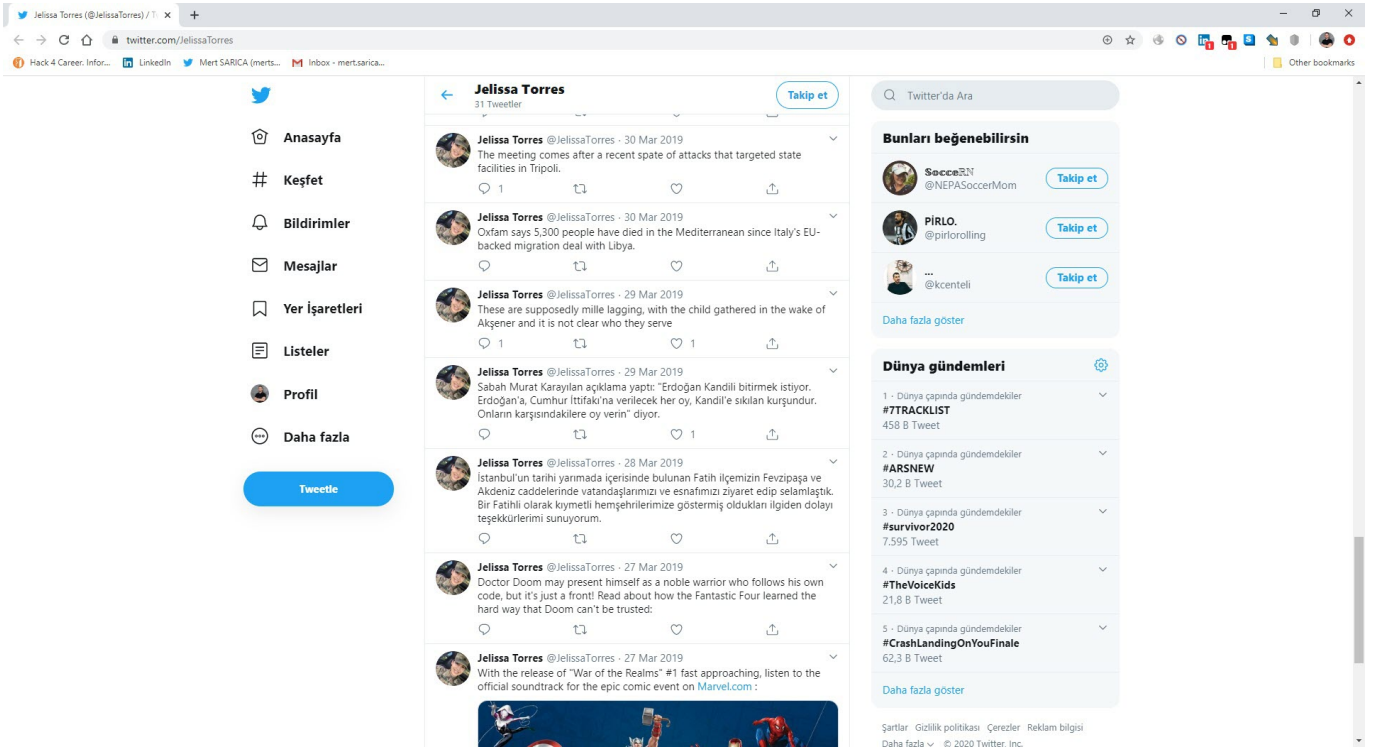 Jelissa Torres (@JelissaTorres) / T
twitter.com/JelissaTorres
Hack 4 Career. Infor...
LinkedIn
Mert SARICA (merts...
Inbox - mert.sarica...
Other bookmarks
Anasayfa
Keşfet
Bildirimler
Mesajlar
Yer İşaretleri
Listeler
Profil
Daha fazla
Tweetle
Jelissa Torres
31 Tweetler
Takip et
Jelissa Torres @JelissaTorres · 30 Mar 2019
The meeting comes after a recent spate of attacks that targeted state
facilities in Tripoli.
1
Jelissa Torres @JelissaTorres · 30 Mar 2019
Oxfam says 5,300 people have died in the Mediterranean since Italy's EU-
backed migration deal with Libya.
Jelissa Torres @JelissaTorres · 29 Mar 2019
These are supposedly mille lagging, with the child gathered in the wake of
Akşener and it is not clear who they serve
1 1
Jelissa Torres @JelissaTorres · 29 Mar 2019
Sabah Murat Karayılan açıklama yaptı: "Erdoğan Kandili bitirmek istiyor.
Erdoğan'a, Cumhur İttifakı'na verilecek her oy, Kandil'e sıkılan kurşundur.
Onların karşısındakilere oy verin" diyor.
1
Jelissa Torres @JelissaTorres · 28 Mar 2019
İstanbul'un tarihi yarımada içerisinde bulunan Fatih ilçemizin Fevzipaşa ve
Akdeniz caddelerinde vatandaşlarımızı ve esnafımızı ziyaret edip selamlaştık.
Bir Fatihli olarak kıymetli hemşehrilerimize göstermiş oldukları ilgiden dolayı
teşekkürlerimi sunuyorum.
Jelissa Torres @JelissaTorres · 27 Mar 2019
Doctor Doom may present himself as a noble warrior who follows his own
code, but it's just a front! Read about how the Fantastic Four learned the
hard way that Doom can't be trusted:
Jelissa Torres @JelissaTorres · 27 Mar 2019
With the release of "War of the Realms" #1 fast approaching, listen to the
official soundtrack for the epic comic event on Marvel.com :
Twitter'da Ara
Bunları beğenebilirsin
SocceRN
@NEPASoccerMom
Takip et
PİRLO.
@pirlorolling
Takip et
...
@kcenteli
Takip et
Daha fazla göster
Dünya gündemleri
1 · Dünya çapında gündemdekiler
#7TRACKLIST
458 B Tweet
2 · Dünya çapında gündemdekiler
#ARSNEW
30,2 B Tweet
3 · Dünya çapında gündemdekiler
#survivor2020
7.595 Tweet
4 · Dünya çapında gündemdekiler
#TheVoiceKids
21,8 B Tweet
5 · Dünya çapında gündemdekiler
#CrashLandingOnYouFinale
62,3 B Tweet
Daha fazla göster
Şartlar Gizlilik politikası Çerezler Reklam bilgisi
Daha fazla © 2020 Twitter, Inc.